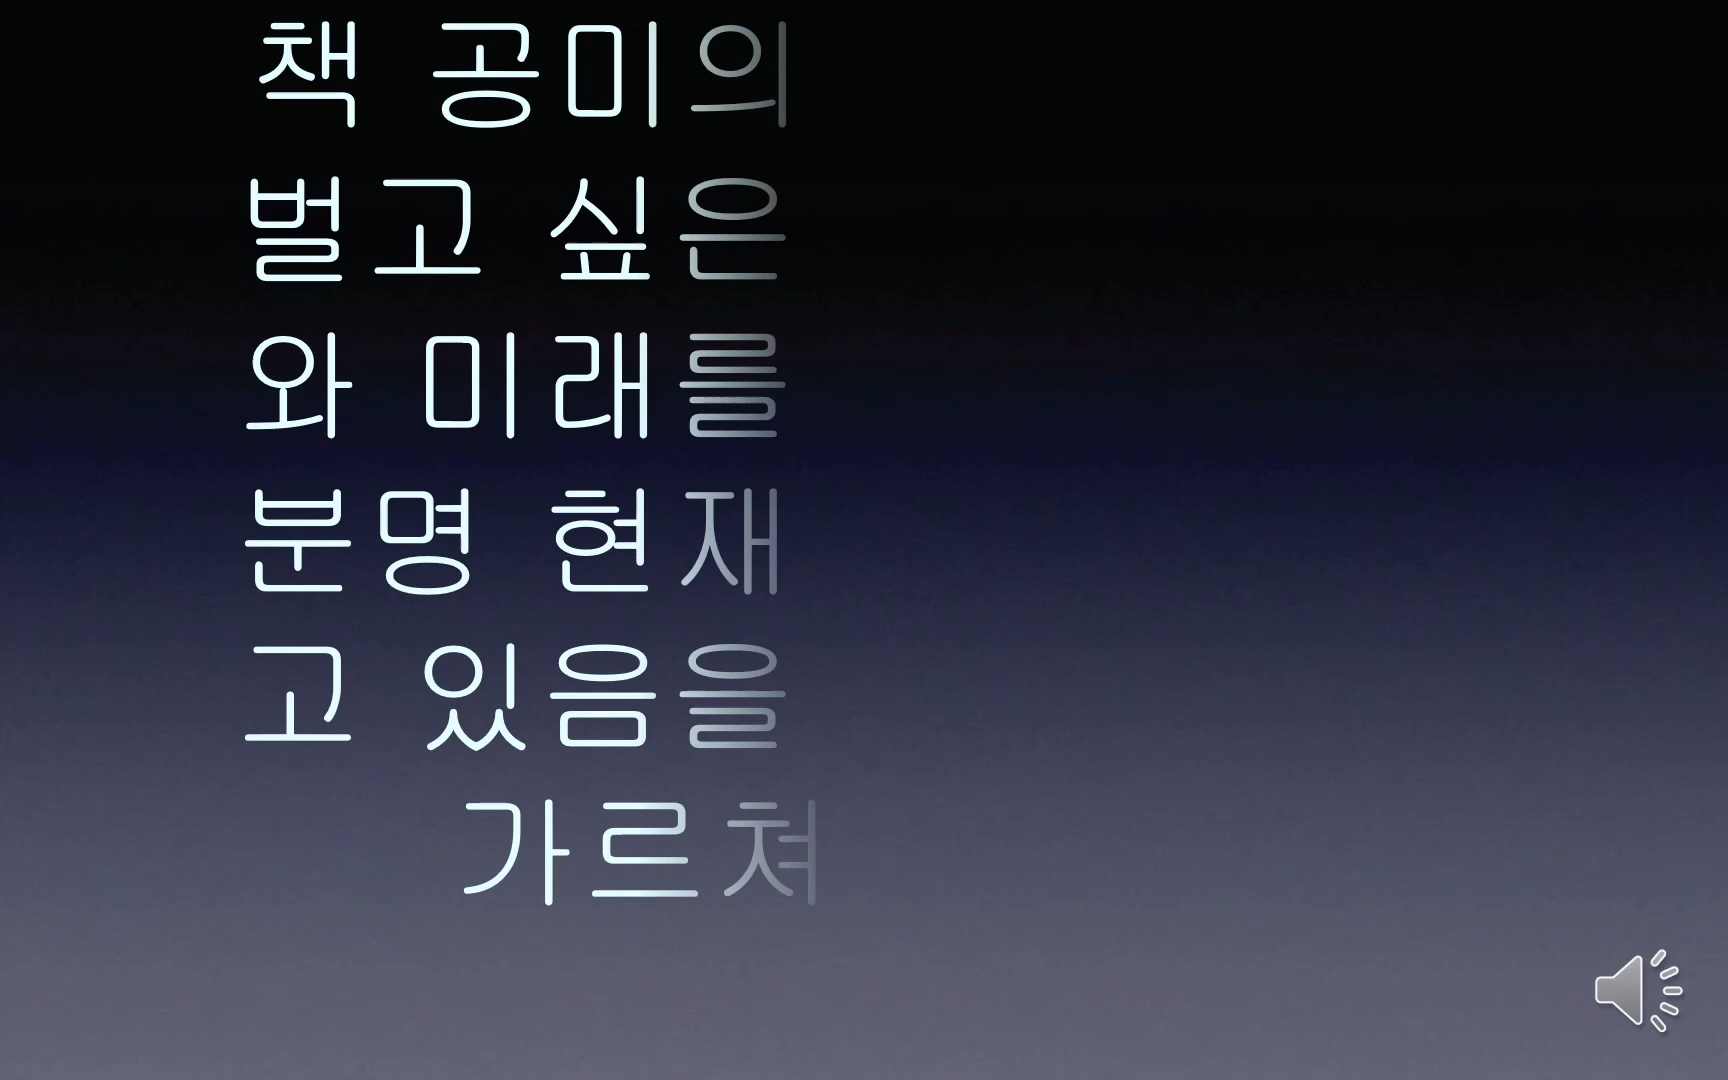 책 공미의
벌고 싶은
와 미래를
분명 현재
고 있음을
가르쳐